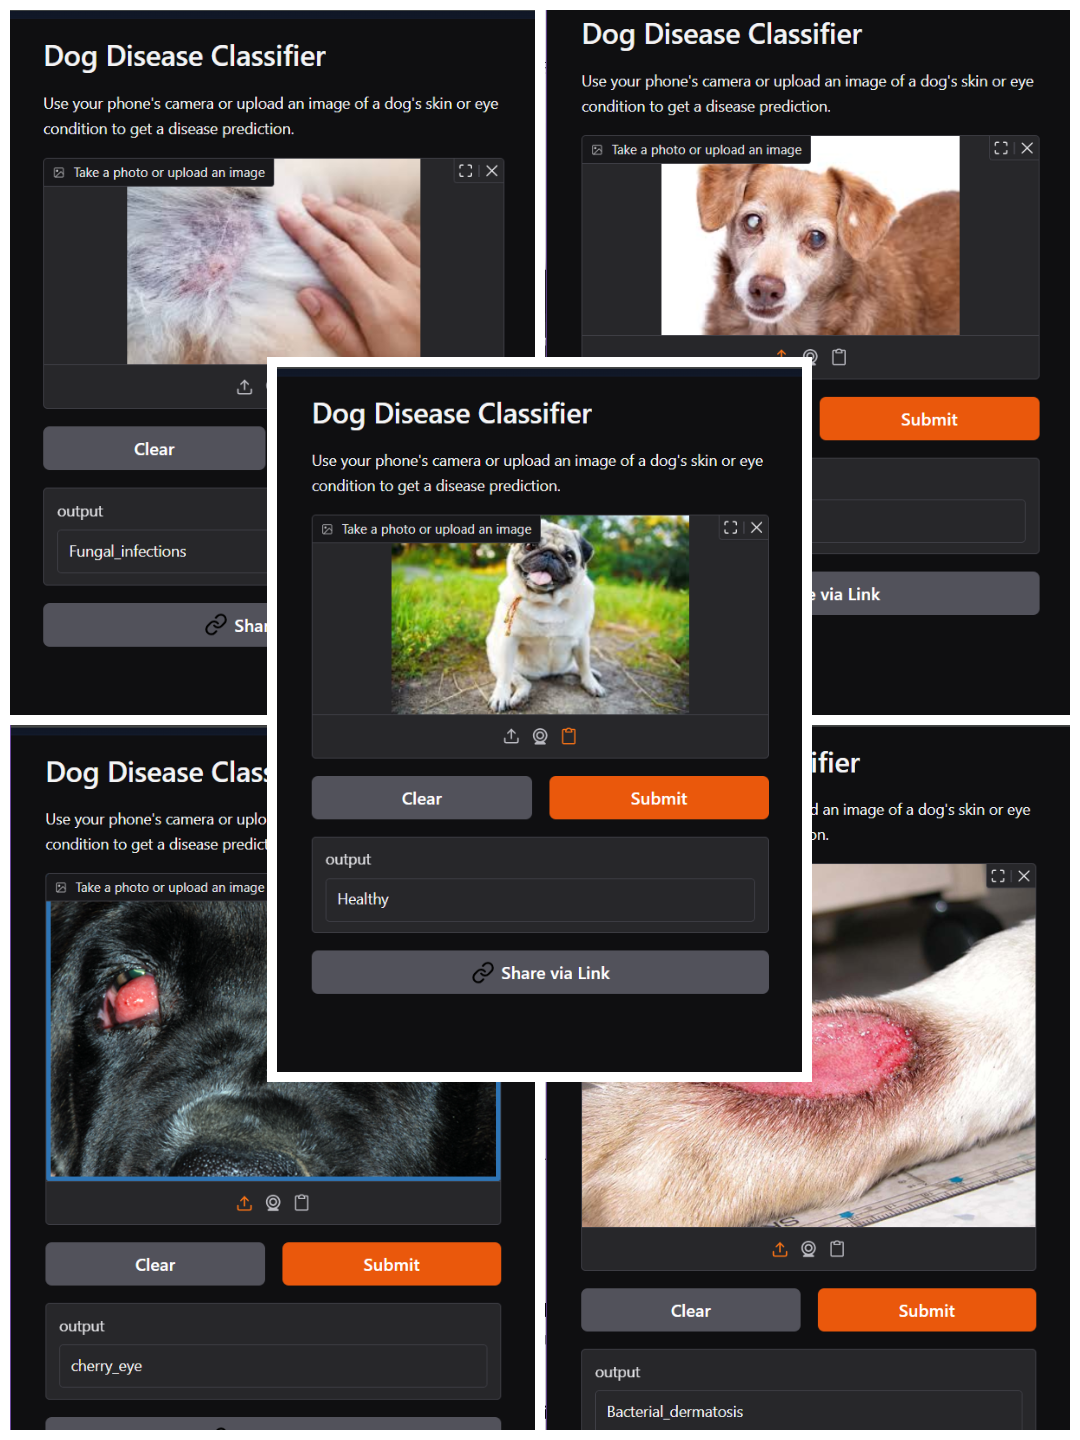 Dog Disease Classifier
Use your phone's camera or upload an image of a dog's skin or eye
condition to get a disease prediction.
Take a photo or upload an image
Clear
output
Fungal_infections
Dog Disease Classifier
Use your phone's camera or upload an image of a dog's skin or eye
condition to get a disease prediction.
Take a photo or upload an image
Submit
via Link
Dog Disease Classifier
Use your phone's camera or upload an image of a dog's skin or eye
condition to get a disease prediction.
Take a photo or upload an image
Clear
Submit
output
Healthy
Share via Link
Dog Disease
Use your phone's camera or
condition to get a disease
Take a photo or upload an image
Clear
Submit
output
cherry_eye
an image of a dog's skin or eye
Clear
Submit
output
Bacterial_dermatosis